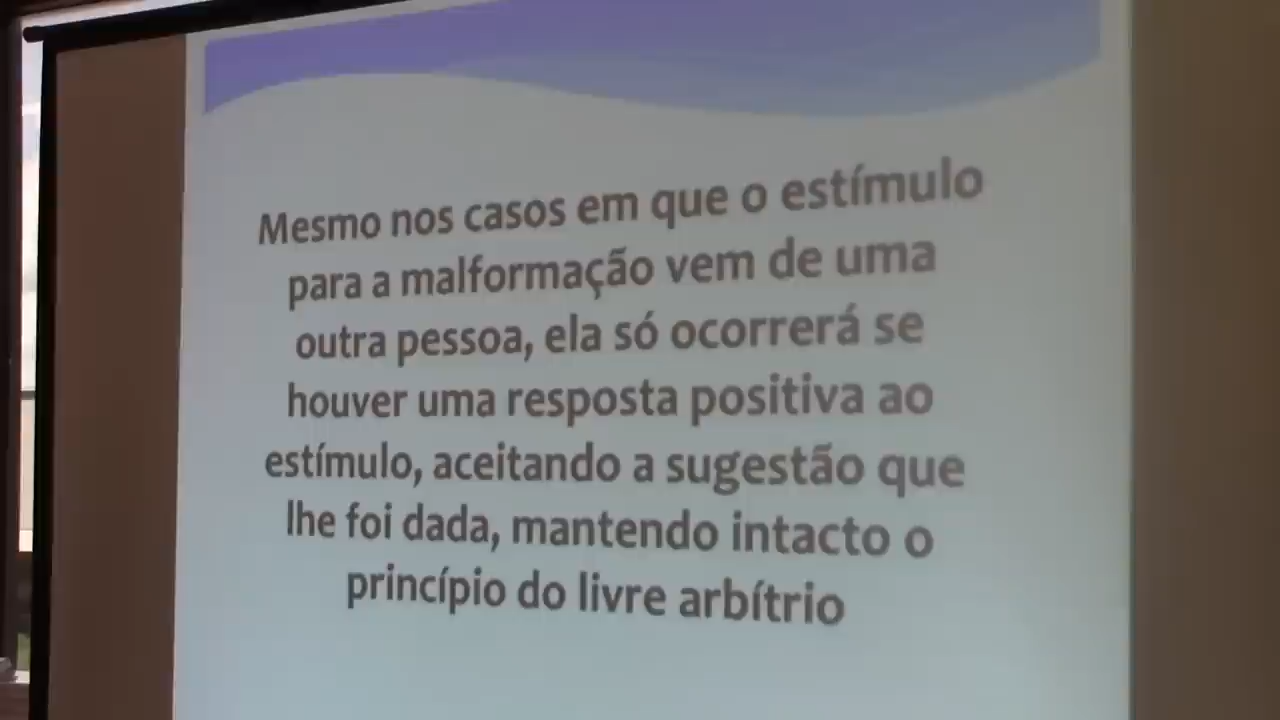 Mesmo nos casos em que o estímulo
para a malformação vem de uma
outra pessoa, ela só ocorrerá se
houver uma resposta positiva ao
estímulo, aceitando a sugestão que
lhe foi dada, mantendo intacto o
princípio do livre arbítrio